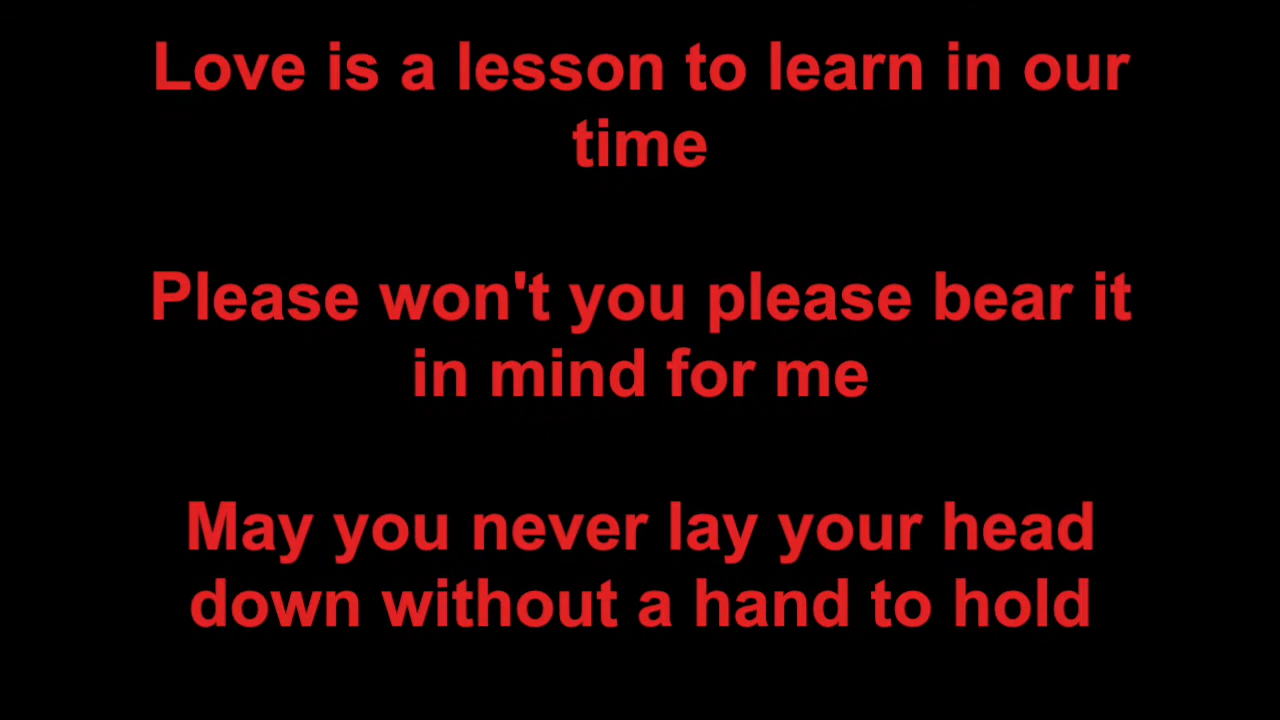 Love is a lesson to learn in our
time
Please won't you please bear it
in mind for me
May you never lay your head
down without a hand to hold